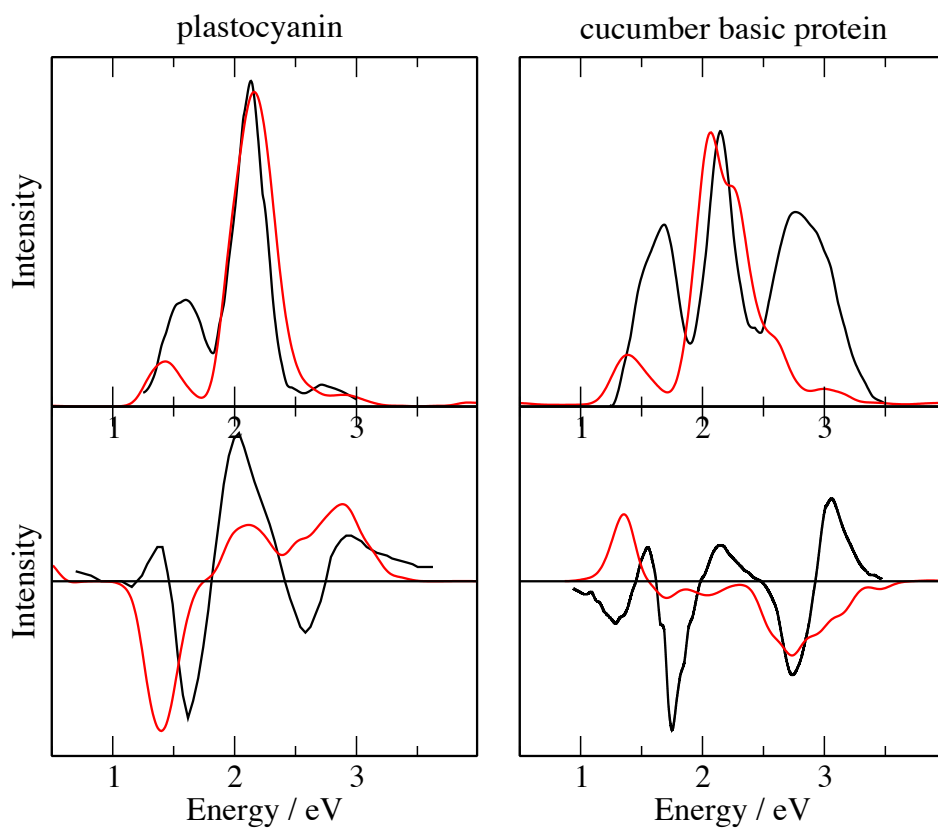 plastocyanin
cucumber basic protein
Intensity
1 2 3
1 2 3
Intensity
1 2 3
1 2 3
Energy / eV
Energy / eV